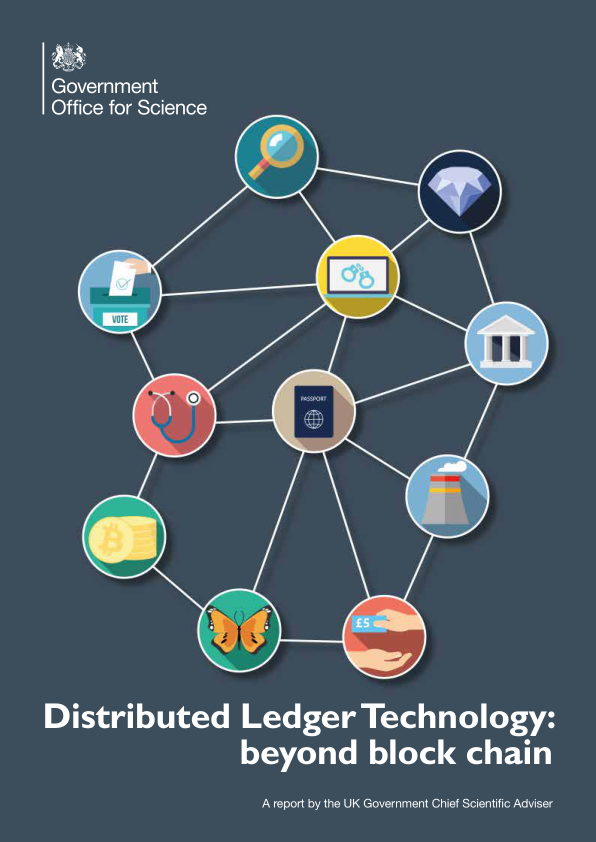 Government
Office for Science
VOTE
PASSPORT
£5
Distributed Ledger Technology:
beyond block chain
A report by the UK Government Chief Scientific Adviser